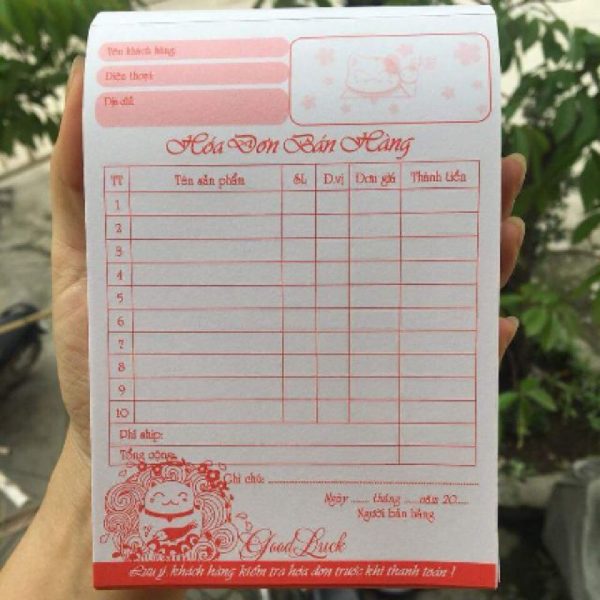 Tên khách hàng:
Điện thoại:
Địa chỉ:
Hóa Đơn Bán Hàng
TT Tên sản phẩm SL Đ.vị Đơn giá Thành tiền
1
2
3
4
5
6
7
8
9
10
Phí ship:
Tổng cộng:
Ghi chú:
Ngày ...... tháng ...... năm 20.....
Người bán hàng
Good Luck
Lưu ý khách hàng kiểm tra hóa đơn trước khi thanh toán !